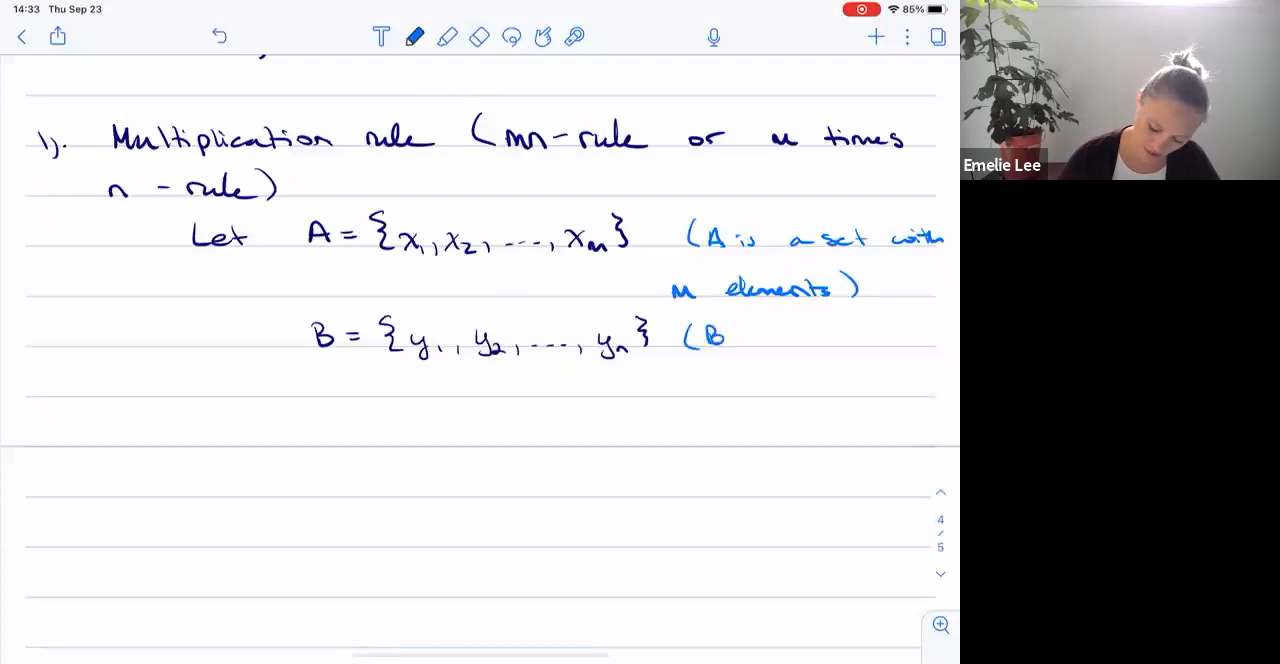 14:33 Thu Sep 23
85%
Emelie Lee
1). Multiplication rule (mn-rule or m times
n - rule)
Let A = {x₁, x₂, ...., xₘ} (A is a set with
m elements)
B = {y₁, y₂, ...., yₙ} (B
4
/
5